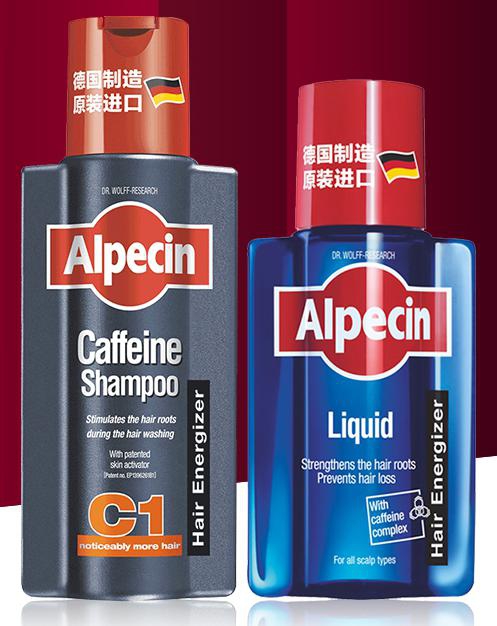 德国制造
原装进口
DR. WOLFF-RESEARCH
Alpecin
Caffeine
Shampoo
Stimulates the hair roots
during the hair washing
With patented
skin activator
[Patent no. EP1396261B1]
C1
noticeably more hair
Hair Energizer
德国制造
原装进口
DR. WOLFF-RESEARCH
Alpecin
Liquid
Strengthens the hair roots
Prevents hair loss
With
caffeine
complex
For all scalp types
Hair Energizer